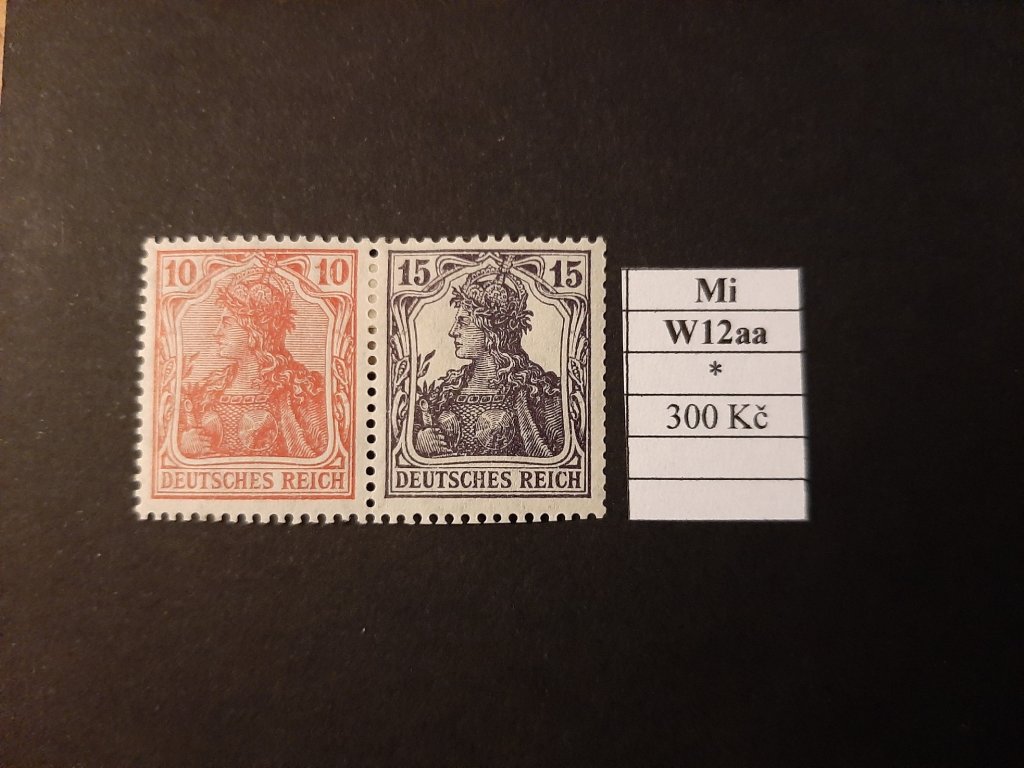 10 10
DEUTSCHES REICH
15 15
DEUTSCHES REICH
Mi
W12aa
*
300 Kč